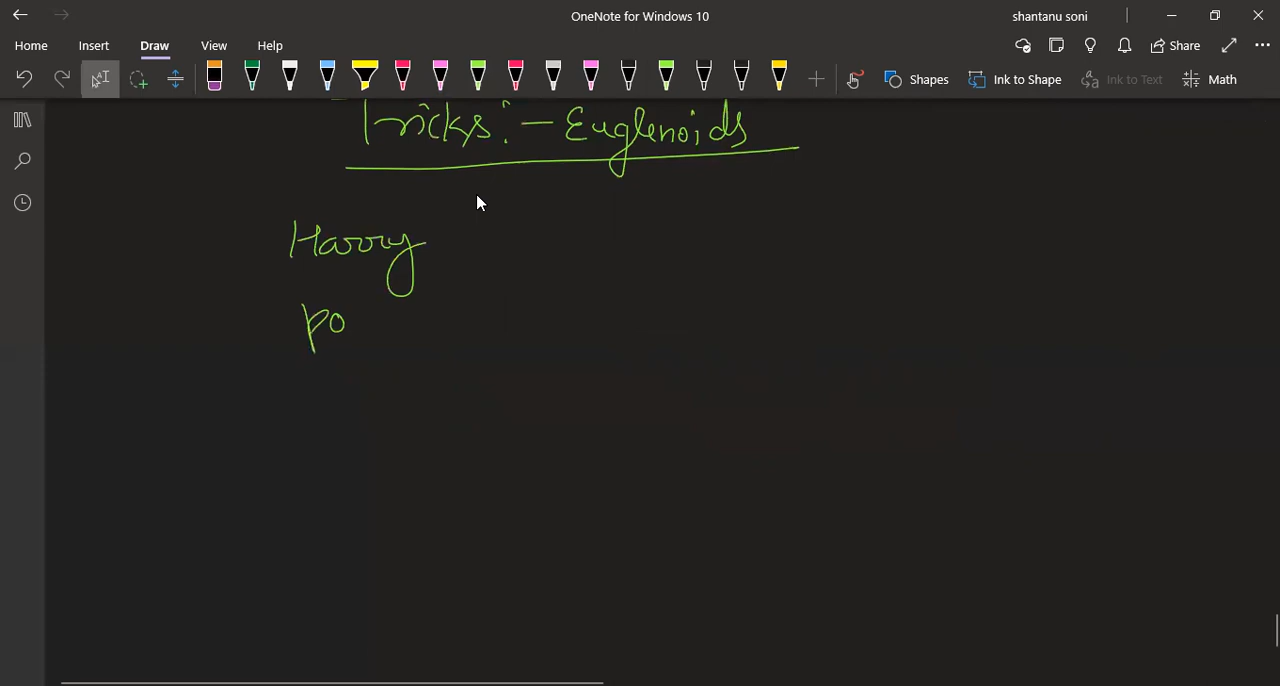 OneNote for Windows 10
shantanu soni
Home Insert Draw View Help
Share
Shapes Ink to Shape Ink to Text Math
Tricks:- Euglenoids
Harry
Po